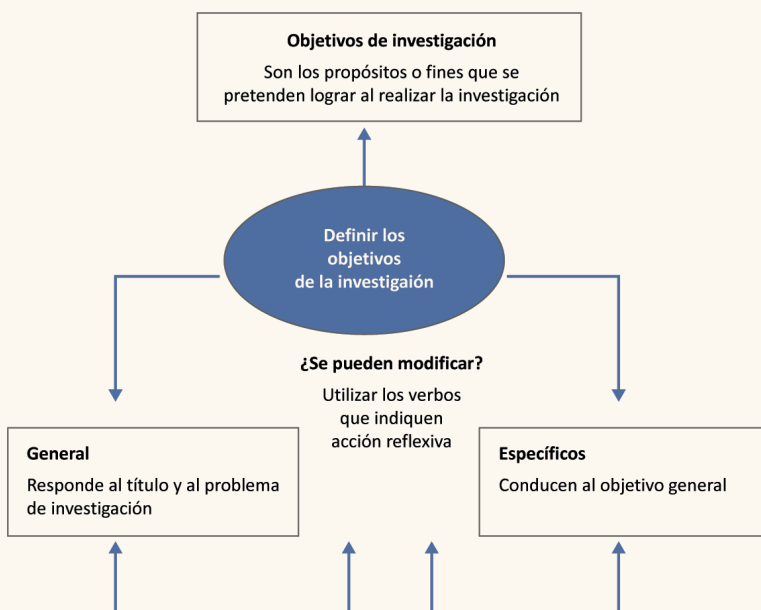 Objetivos de investigación
Son los propósitos o fines que se
pretenden lograr al realizar la investigación
Definir los
objetivos
de la investigaión
¿Se pueden modificar?
Utilizar los verbos
que indiquen
acción reflexiva
General
Responde al título y al problema
de investigación
Específicos
Conducen al objetivo general